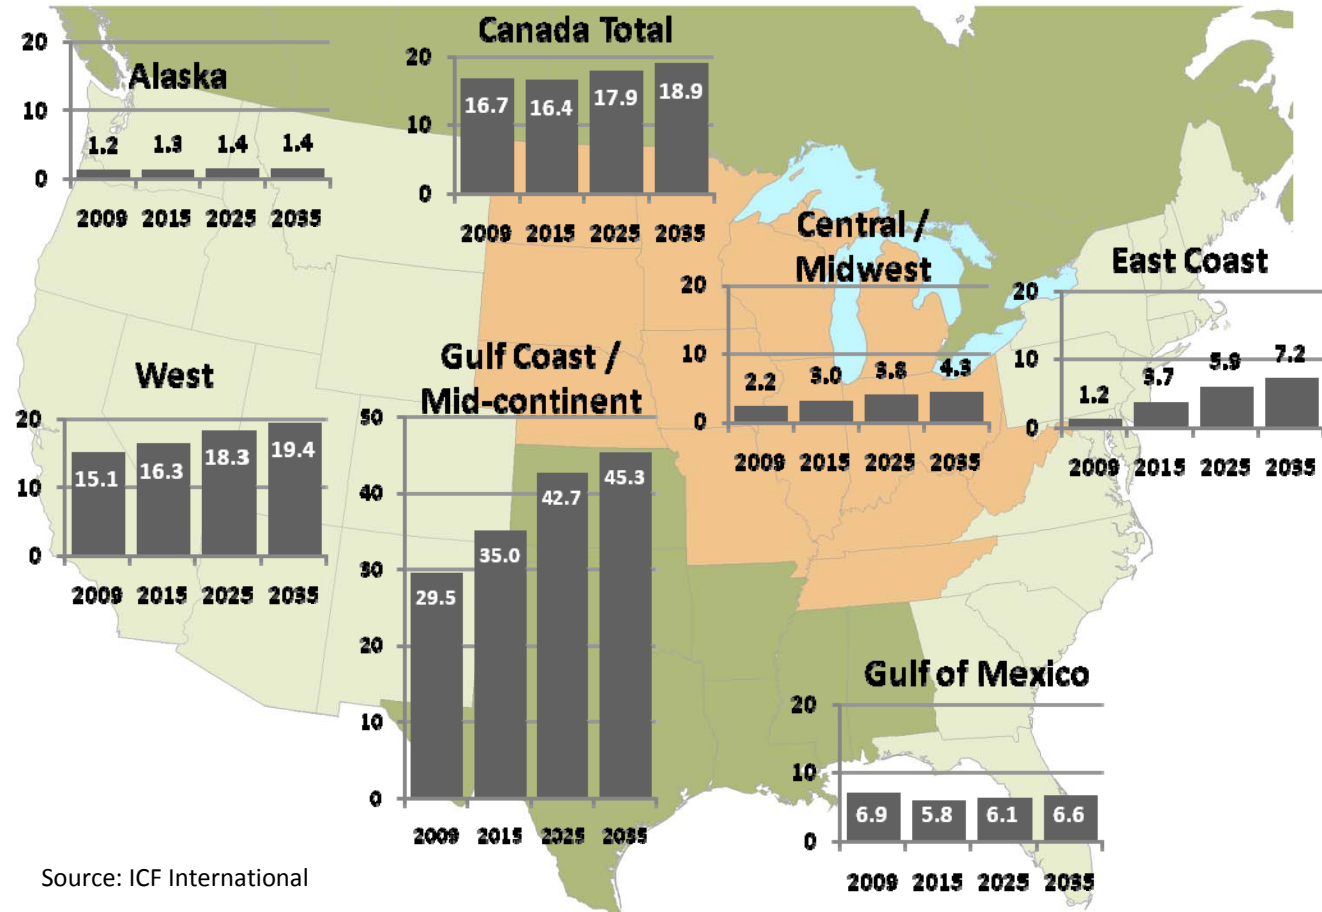 Alaska
20
10
0
1.2 1.3 1.4 1.4
2009 2015 2025 2035
Canada Total
20
10
0
16.7 16.4 17.9 18.9
2009 2015 2025 2035
Central /
Midwest
20
10
0
2.2 3.0 3.8 4.3
2009 2015 2025 2035
East Coast
20
10
0
1.2 3.7 5.9 7.2
2009 2015 2025 2035
West
20
10
0
15.1 16.3 18.3 19.4
2009 2015 2025 2035
Gulf Coast /
Mid-continent
50
40
30
20
10
0
29.5 35.0 42.7 45.3
2009 2015 2025 2035
Gulf of Mexico
20
10
0
6.9 5.8 6.1 6.6
2009 2015 2025 2035
Source: ICF International